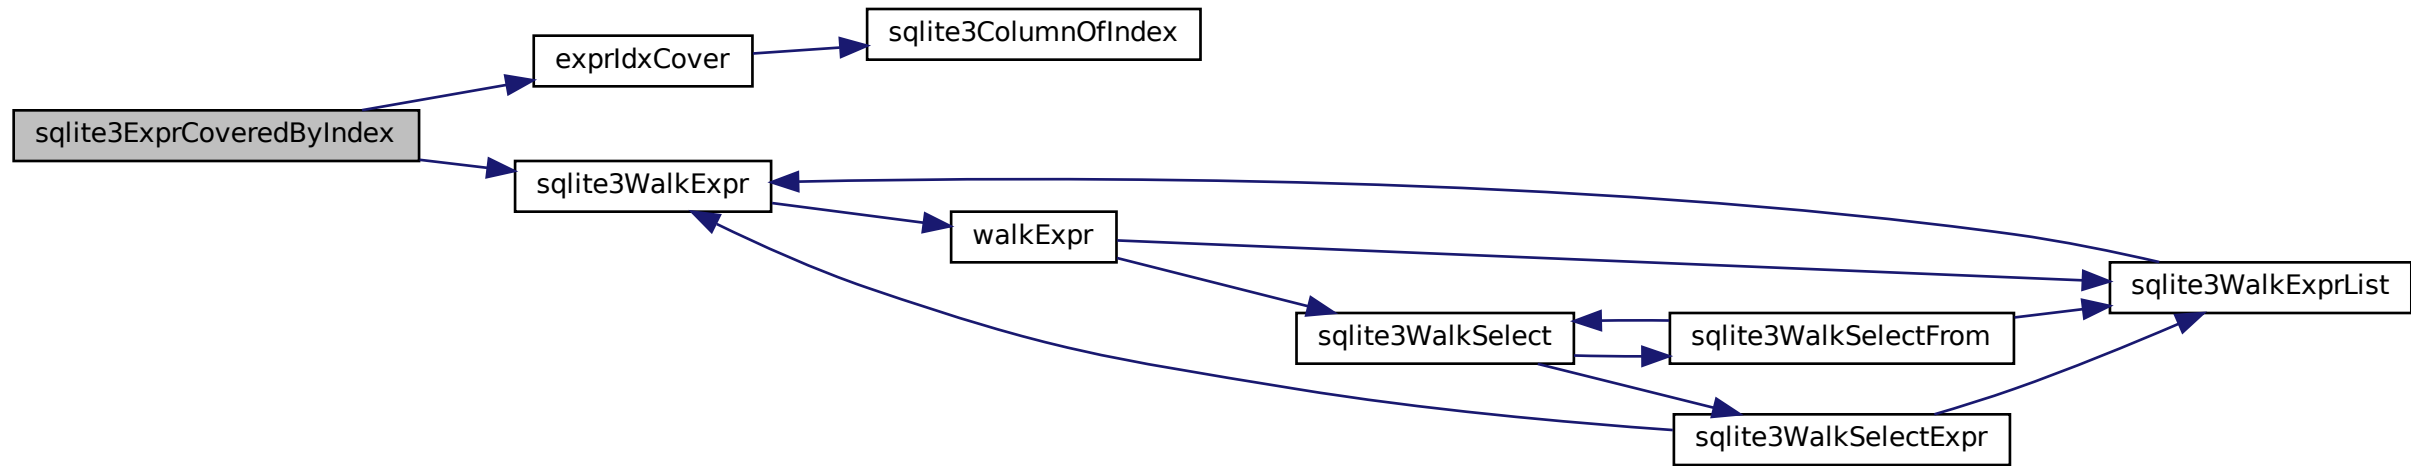 sqlite3ColumnOfIndex
exprIdxCover
sqlite3ExprCoveredByIndex
sqlite3WalkExpr
walkExpr
sqlite3WalkExprList
sqlite3WalkSelect
sqlite3WalkSelectFrom
sqlite3WalkSelectExpr